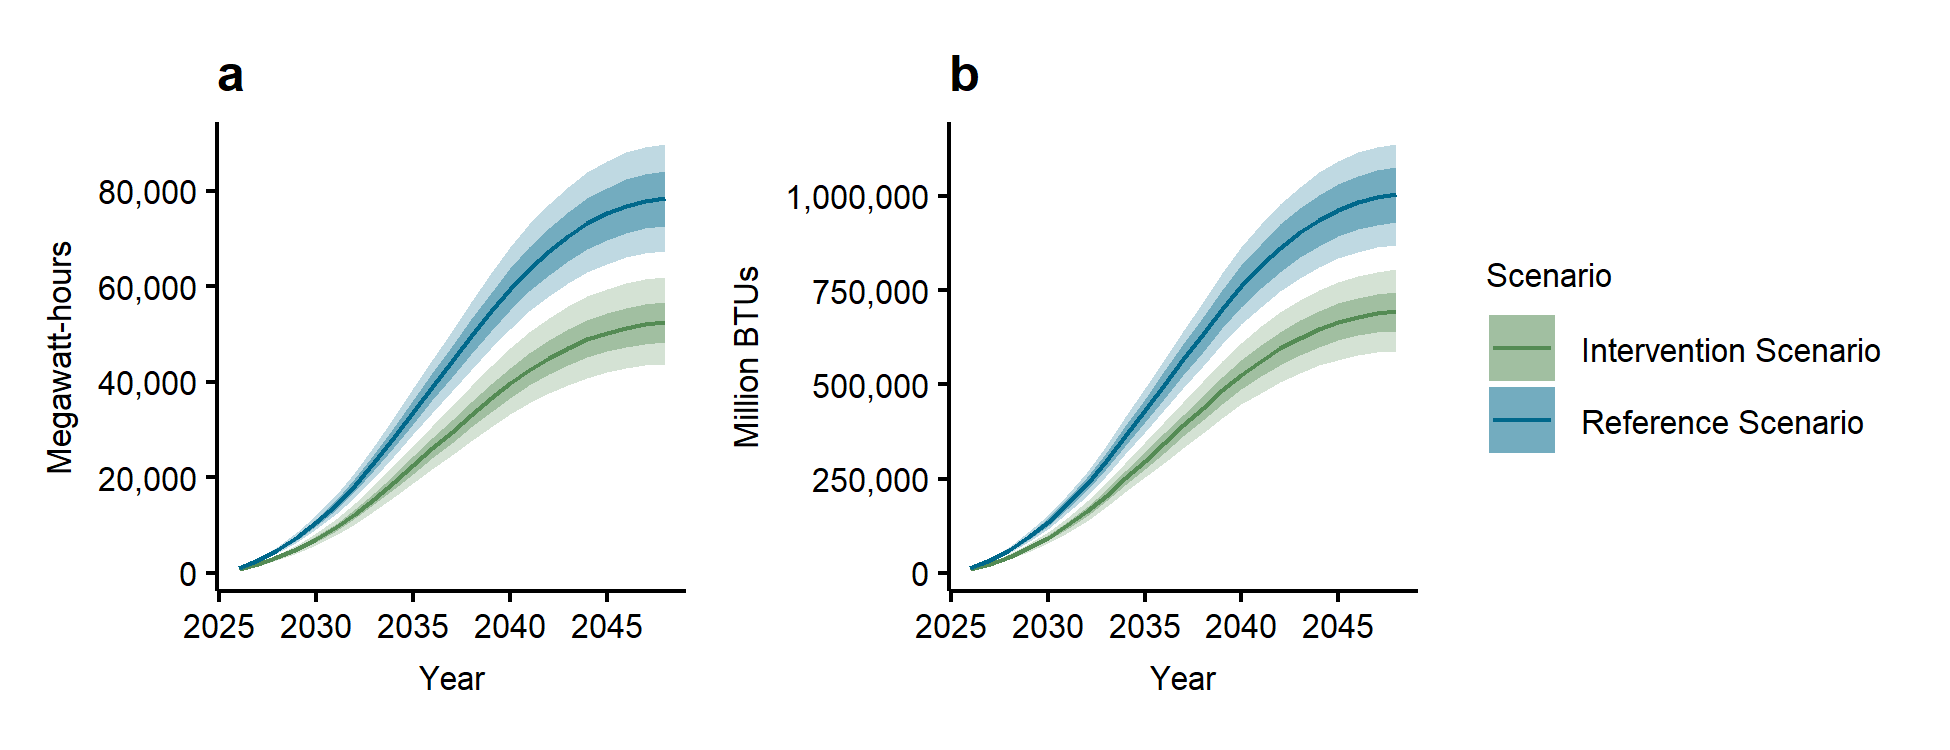 a
b
Megawatt-hours
80,000
60,000
40,000
20,000
0
2025 2030 2035 2040 2045
Year
Million BTUs
1,000,000
750,000
500,000
250,000
0
2025 2030 2035 2040 2045
Year
Scenario
Intervention Scenario
Reference Scenario